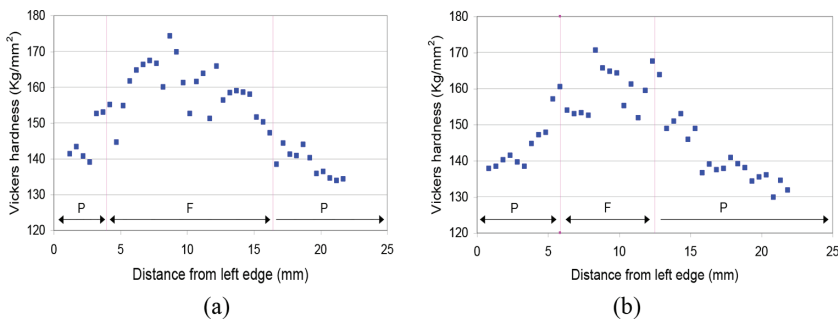 180
170
160
150
140
130
120
Vickers hardness (Kg/mm²)
P F P
0 5 10 15 20 25
Distance from left edge (mm)
(a)
180
170
160
150
140
130
120
Vickers hardness (Kg/mm²)
P F P
0 5 10 15 20 25
Distance from left edge (mm)
(b)